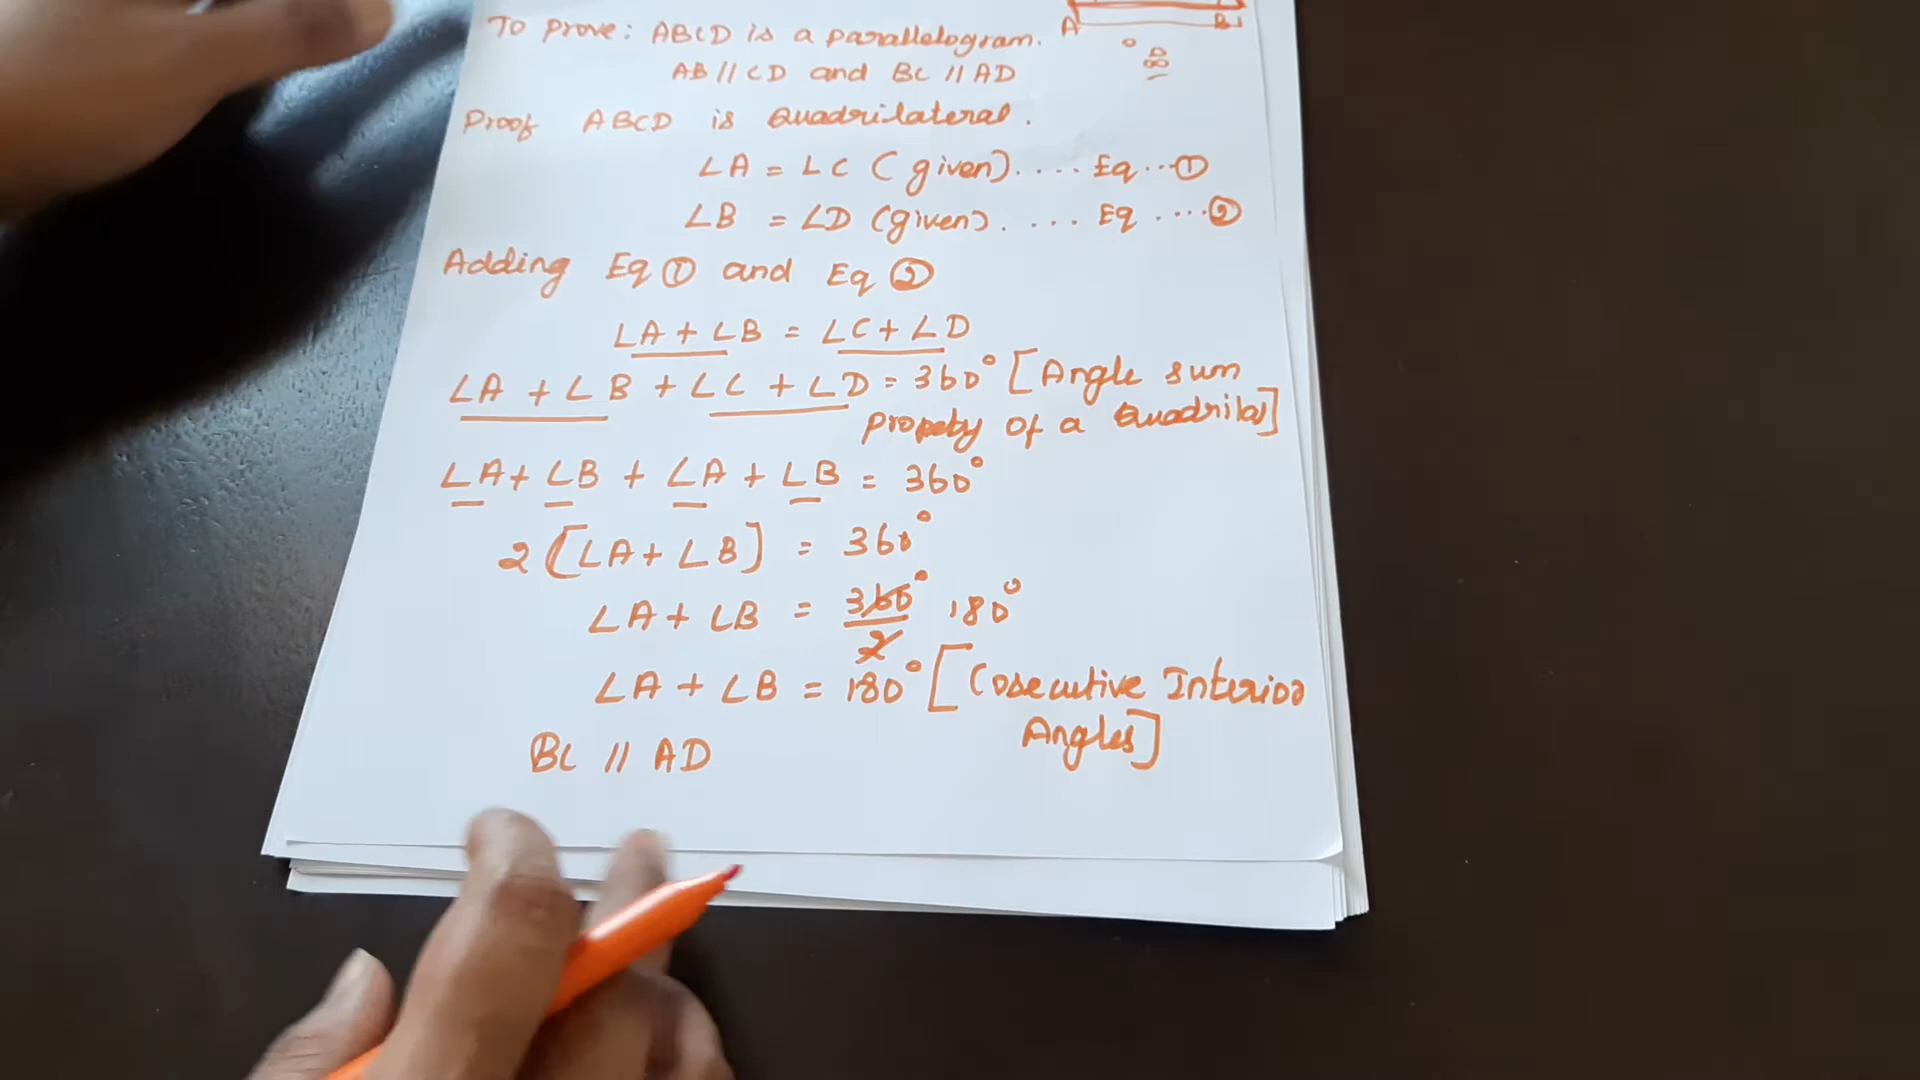 To prove: ABCD is a parallelogram.
A B
AB // CD and BC // AD
Proof ABCD is Quadrilateral.
∠A = ∠C (given).... Eq...①
∠B = ∠D (given)..... Eq ....②
Adding Eq ① and Eq ②
∠A + ∠B = ∠C + ∠D
∠A + ∠B + ∠C + ∠D = 360° [Angle sum
property of a Quadrila]
∠A + ∠B + ∠A + ∠B = 360°
2 [∠A + ∠B] = 360°
∠A + ∠B = 360°/2 180°
∠A + ∠B = 180° [Cosecutive Interior
Angles]
BC // AD